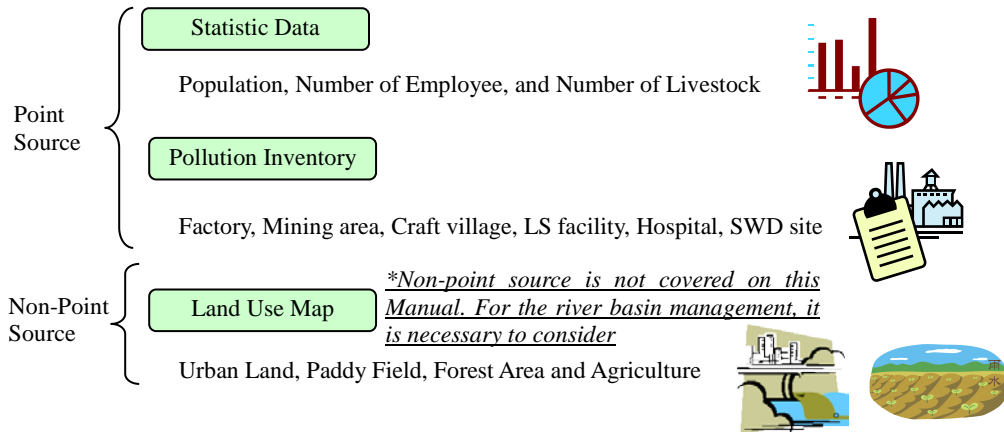 Statistic Data
Population, Number of Employee, and Number of Livestock
Point
Source
Pollution Inventory
Factory, Mining area, Craft village, LS facility, Hospital, SWD site
Non-Point
Source
Land Use Map
*Non-point source is not covered on this
Manual. For the river basin management, it
is necessary to consider
Urban Land, Paddy Field, Forest Area and Agriculture
雨
水